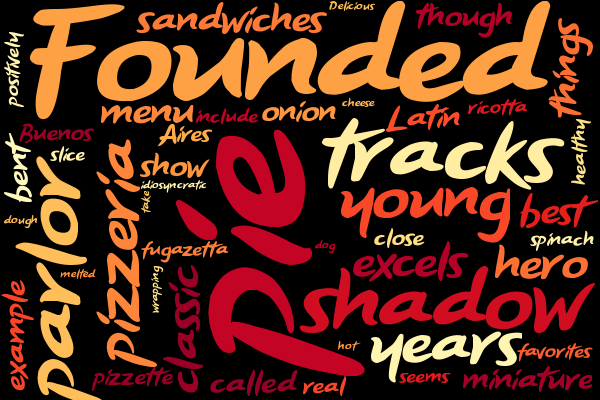 Delicious
sandwiches
though
Founded
things
positively
menu
include
onion
cheese
Latin
ricotta
Buenos
Aires
tracks
healthy
slice
bent
show
idiosyncratic
Pie
young
best
take
dough
parlor
pizzeria
fugazetta
dog
close
spinach
melted
wrapping
classic
excels
hero
example
shadow
hot
years
favorites
pizzette
called
real
seems
miniature